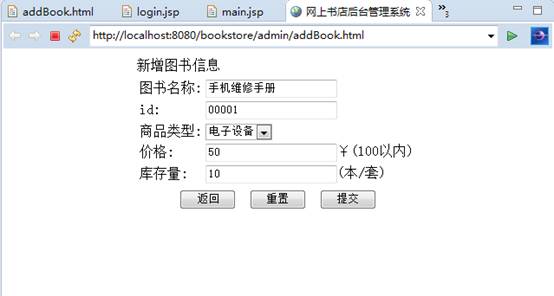 addBook.html login.jsp main.jsp 网上书店后台管理系统 »3
http://localhost:8080/bookstore/admin/addBook.html
新增图书信息
图书名称: 手机维修手册
id: 00001
商品类型: 电子设备
价格: 50 ¥(100以内)
库存量: 10 (本/套)
返回 重置 提交